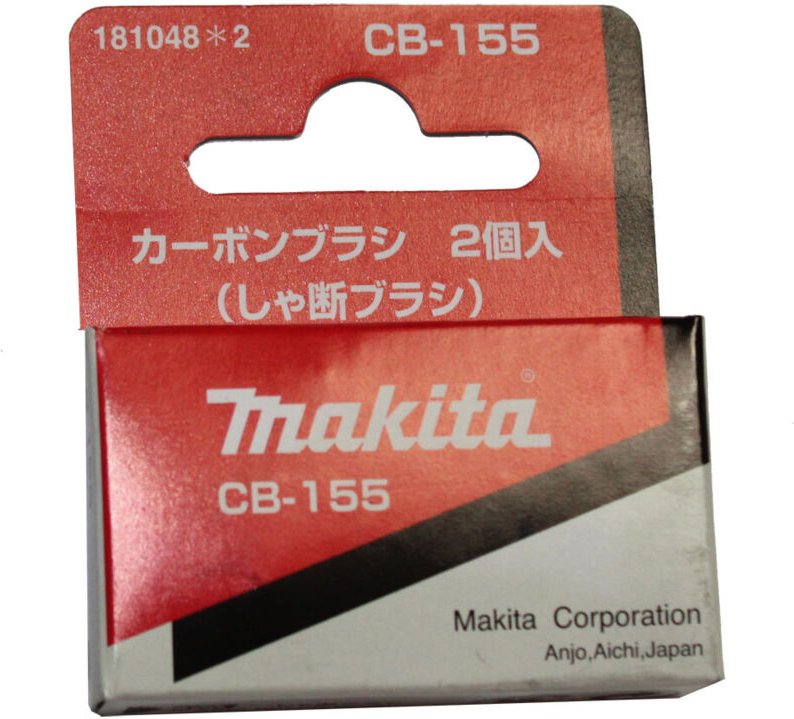 181048＊2 CB-155
カーボンブラシ 2個入
(しゃ断ブラシ)
makita®
CB-155
Makita Corporation
Anjo,Aichi,Japan